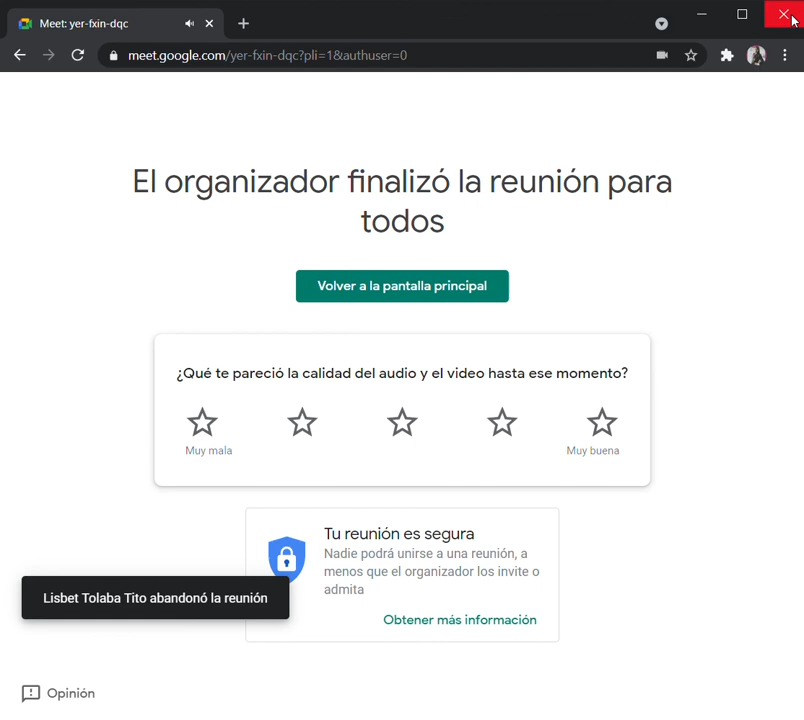 Meet: yer-fxin-dqc
meet.google.com/yer-fxin-dqc?pli=1&authuser=0
El organizador finalizó la reunión para
todos
Volver a la pantalla principal
¿Qué te pareció la calidad del audio y el video hasta ese momento?
Muy mala
Muy buena
Tu reunión es segura
Nadie podrá unirse a una reunión, a
menos que el organizador los invite o
admita
Lisbet Tolaba Tito abandonó la reunión
Obtener más información
Opinión